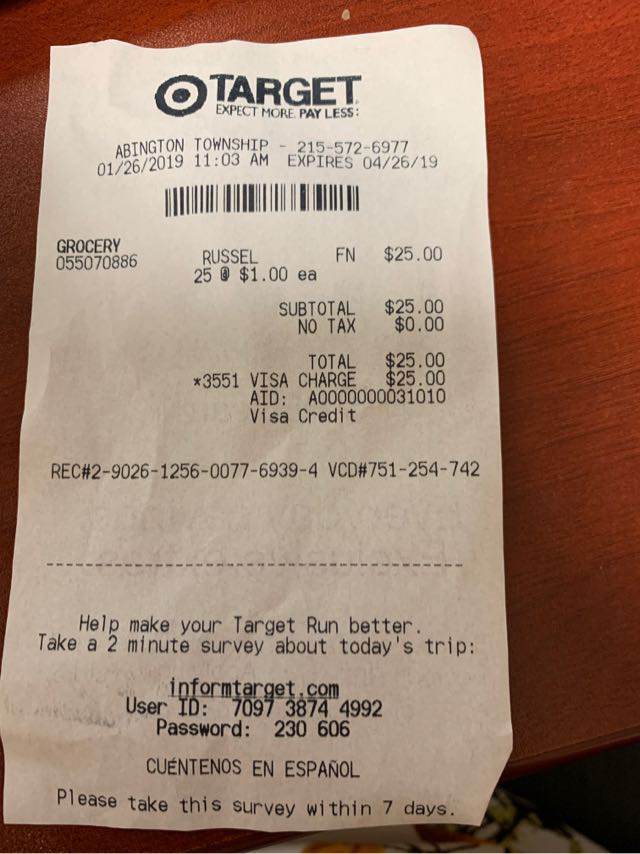 TARGET
EXPECT MORE. PAY LESS:
ABINGTON TOWNSHIP - 215-572-6977
01/26/2019 11:03 AM EXPIRES 04/26/19
GROCERY
055070886 RUSSEL FN $25.00
25 @ $1.00 ea
SUBTOTAL $25.00
NO TAX $0.00
TOTAL $25.00
*3551 VISA CHARGE $25.00
AID: A0000000031010
Visa Credit
REC#2-9026-1256-0077-6939-4 VCD#751-254-742
Help make your Target Run better.
Take a 2 minute survey about today's trip:
informtarget.com
User ID: 7097 3874 4992
Password: 230 606
CUÉNTENOS EN ESPAÑOL
Please take this survey within 7 days.